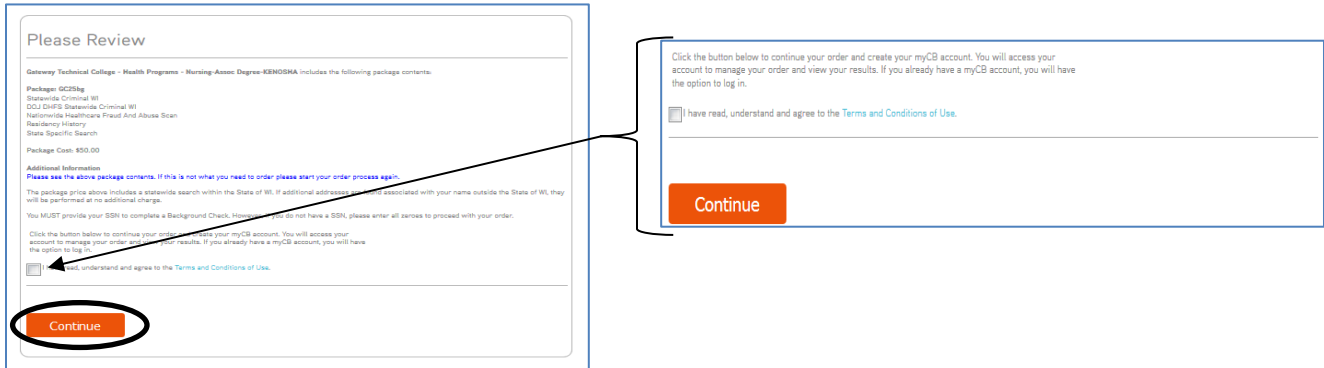 Please Review
Gateway Technical College - Health Programs - Nursing-Assoc Degree-KENOSHA includes the following package contents:
Package: GC25bg
Statewide Criminal WI
DOJ DHFS Statewide Criminal WI
Nationwide Healthcare Fraud And Abuse Scan
Residency History
State Specific Search
Package Cost: $50.00
Additional Information
Please see the above package contents. If this is not what you need to order please start your order process again.
The package price above includes a statewide search within the State of WI. If additional addresses are found associated with your name outside the State of WI, they
will be performed at no additional charge.
You MUST provide your SSN to complete a Background Check. However, if you do not have a SSN, please enter all zeroes to proceed with your order.
Click the button below to continue your order and create your myCB account. You will access your
account to manage your order and view your results. If you already have a myCB account, you will have
the option to log in.
I have read, understand and agree to the Terms and Conditions of Use.
Continue
Click the button below to continue your order and create your myCB account. You will access your
account to manage your order and view your results. If you already have a myCB account, you will have
the option to log in.
I have read, understand and agree to the Terms and Conditions of Use.
Continue